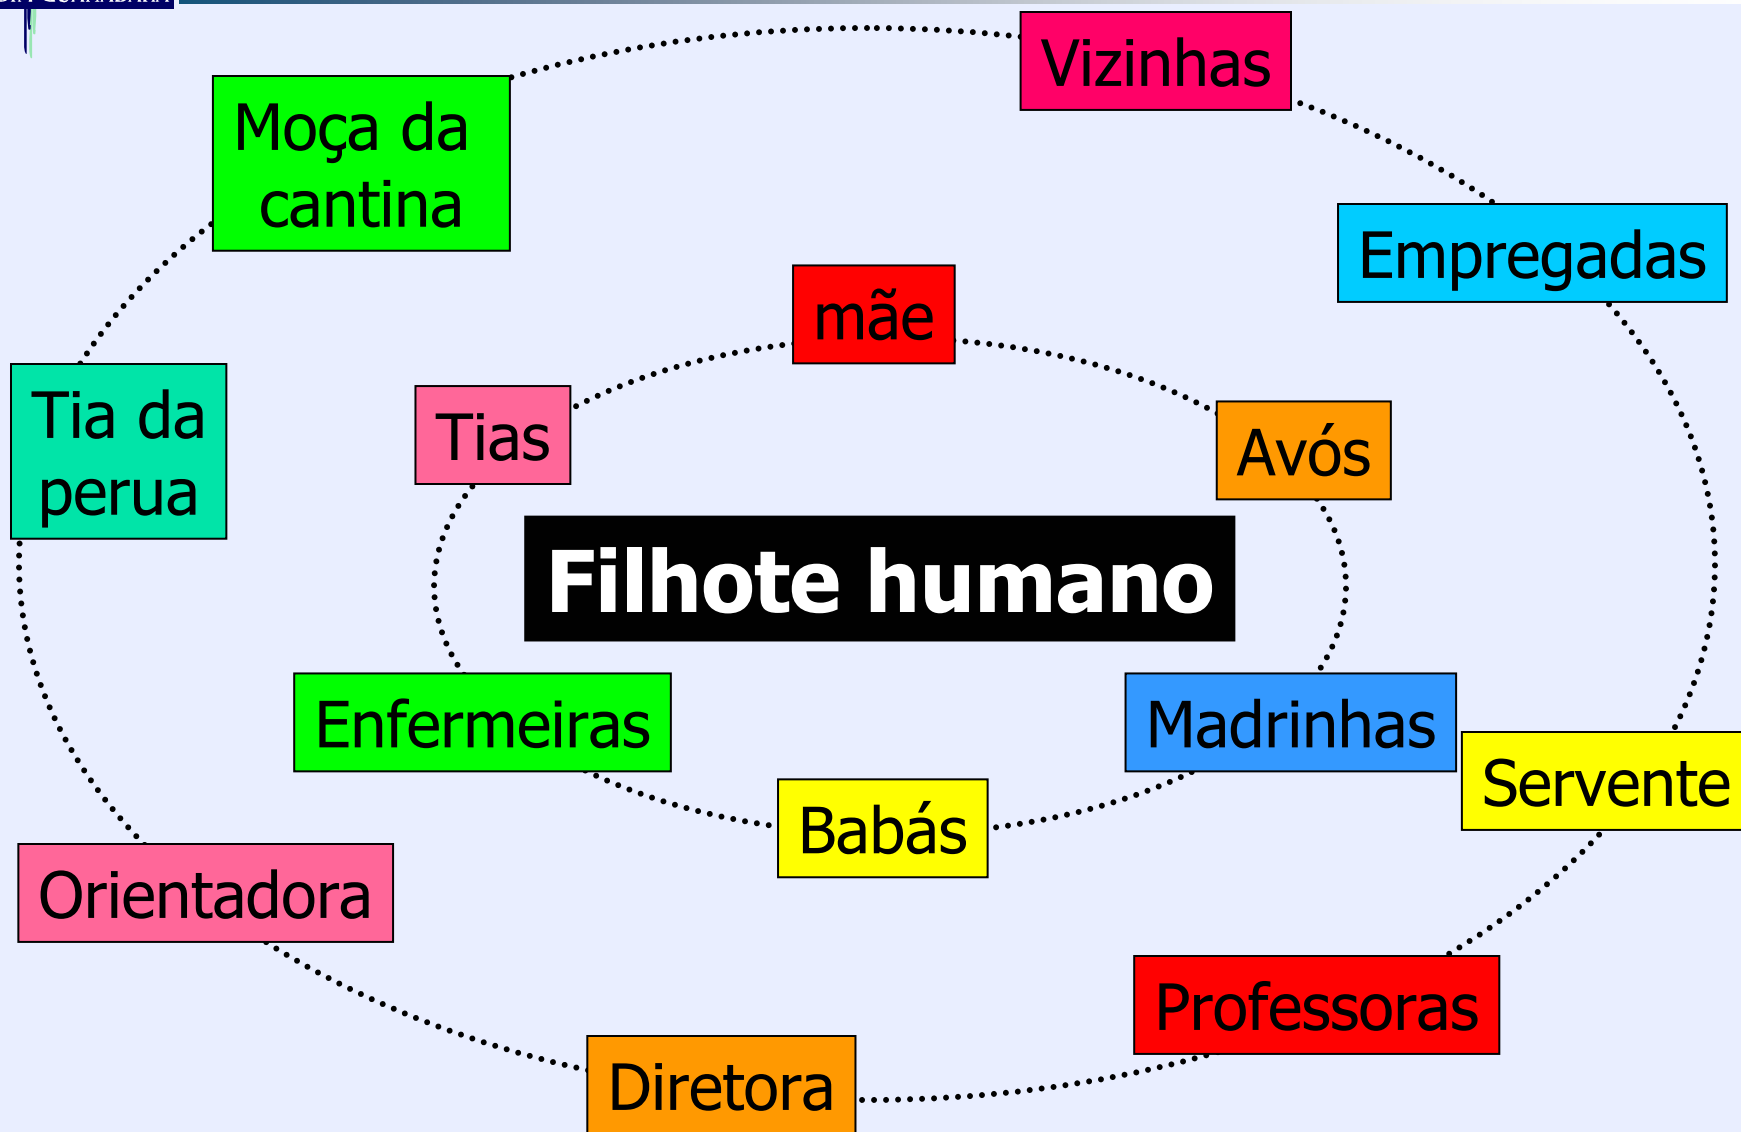 Vizinhas
Moça da
cantina
Empregadas
mãe
Tia da
perua
Tias
Avós
Filhote humano
Enfermeiras
Madrinhas
Servente
Babás
Orientadora
Professoras
Diretora